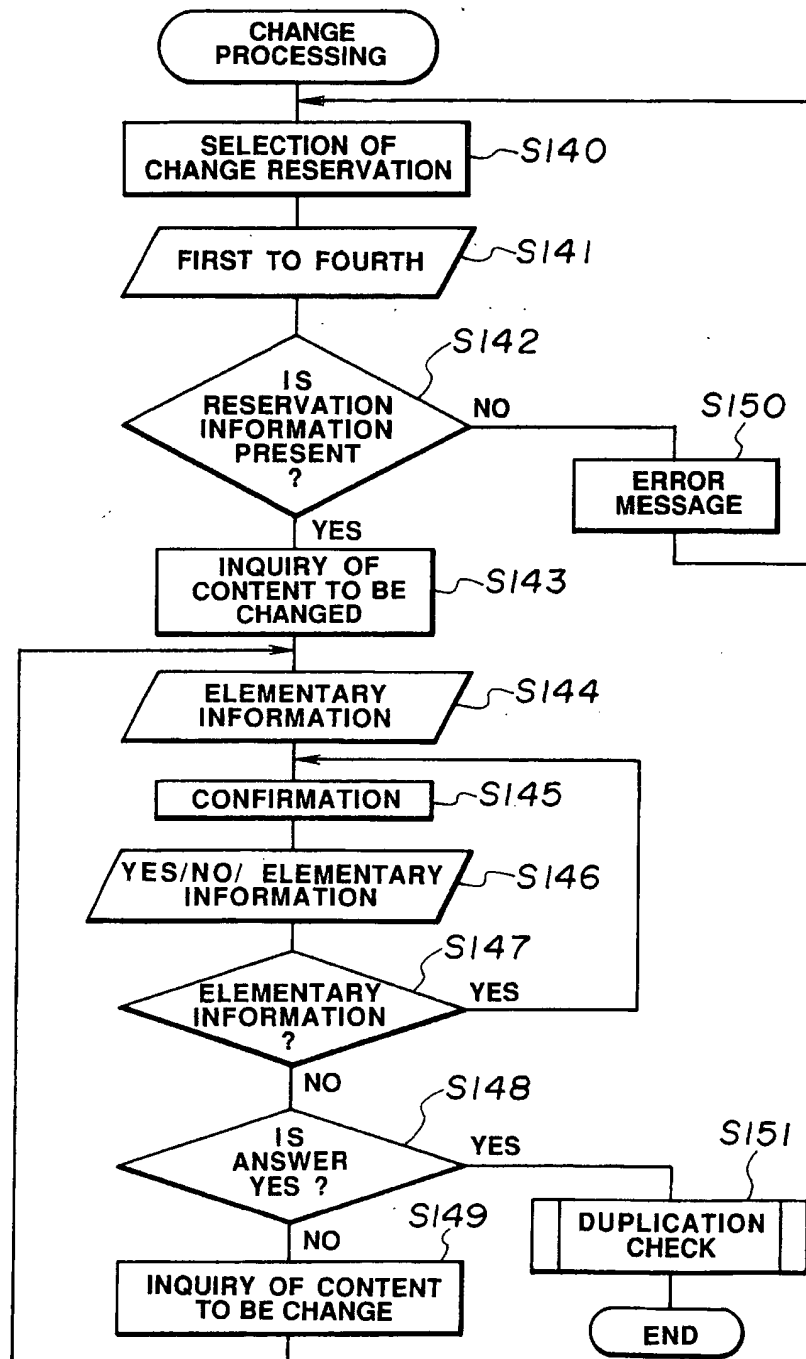 CHANGE
PROCESSING
SELECTION OF
CHANGE RESERVATION
S140
FIRST TO FOURTH
S141
S142
IS
RESERVATION
INFORMATION
PRESENT
?
NO
S150
ERROR
MESSAGE
YES
INQUIRY OF
CONTENT TO BE
CHANGED
S143
ELEMENTARY
INFORMATION
S144
CONFIRMATION
S145
YES/NO/ ELEMENTARY
INFORMATION
S146
S147
ELEMENTARY
INFORMATION
?
YES
NO
S148
IS
ANSWER
YES ?
YES
S151
DUPLICATION
CHECK
NO
S149
INQUIRY OF CONTENT
TO BE CHANGE
END